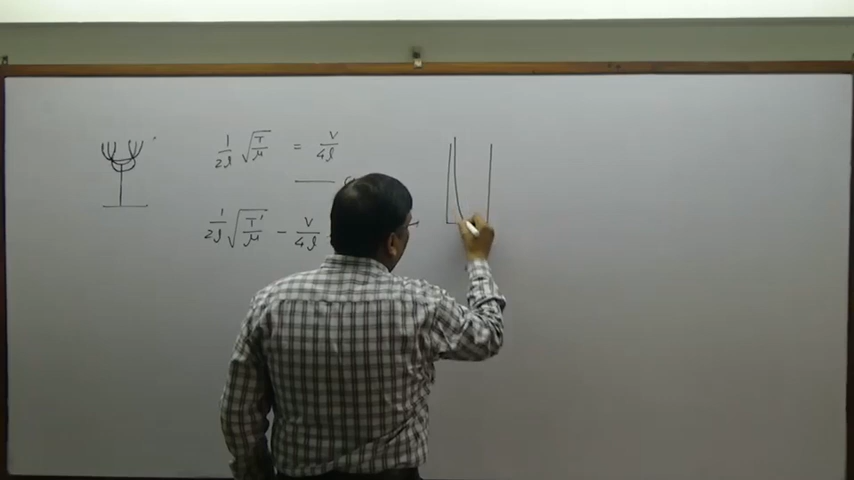 1/2l √(T/μ) = v/4l
1/2l √(T'/μ) - v/4l